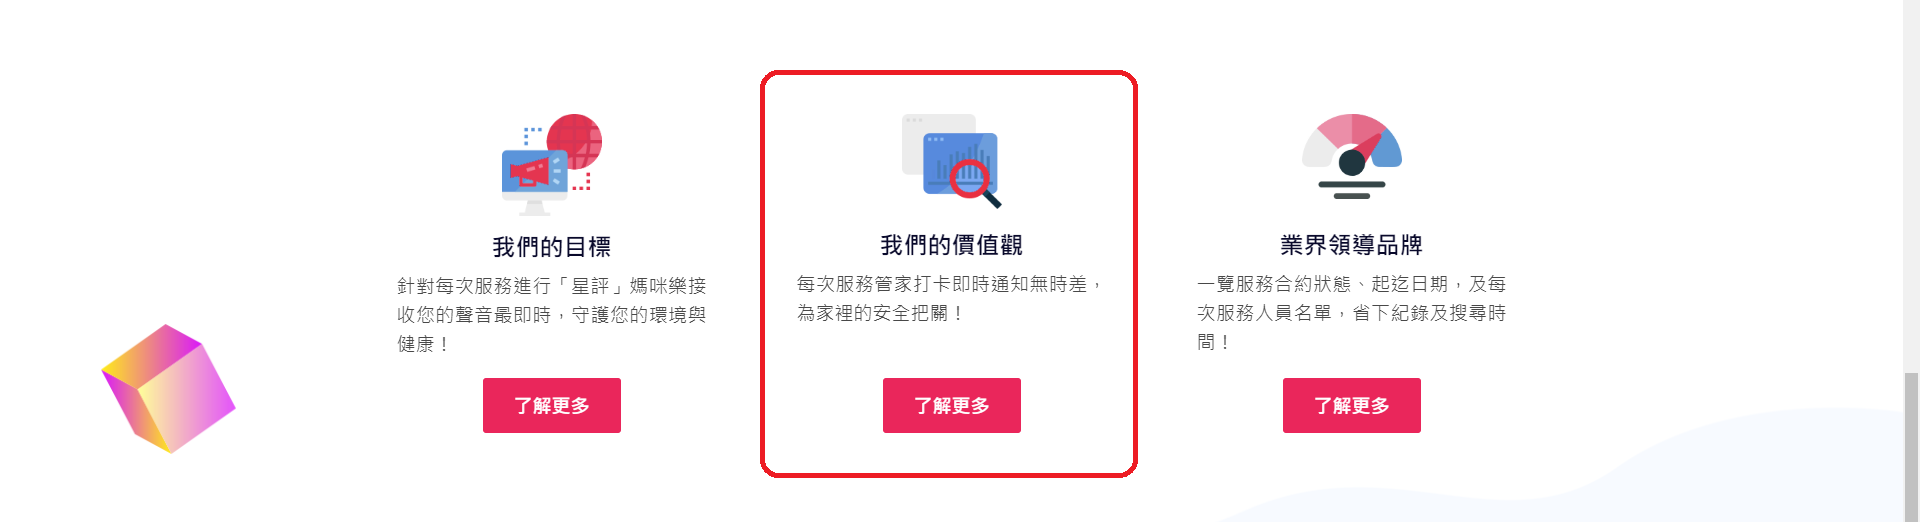 我們的目標
針對每次服務進行「星評」媽咪樂接
收您的聲音最即時，守護您的環境與
健康！
了解更多
我們的價值觀
每次服務管家打卡即時通知無時差，
為家裡的安全把關！
了解更多
業界領導品牌
一覽服務合約狀態、起迄日期，及每
次服務人員名單，省下紀錄及搜尋時
間！
了解更多